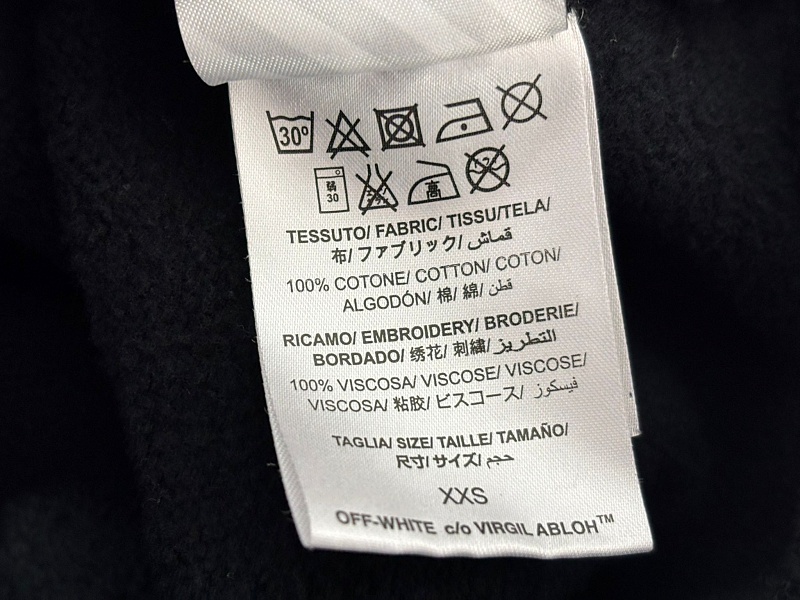 30°
弱
30
高
TESSUTO/ FABRIC/ TISSU/TELA/
布/ ファブリック/ قماش/
100% COTONE/ COTTON/ COTON/
ALGODÓN/ 棉/ 綿/ قطن
RICAMO/ EMBROIDERY/ BRODERIE/
BORDADO/ 绣花/ 刺繡/ التطريز
100% VISCOSA/ VISCOSE/ VISCOSE/
VISCOSA/ 粘胶/ ビスコース/ فيسكوز
TAGLIA/ SIZE/ TAILLE/ TAMAÑO/
尺寸/ サイズ/ حجم
XXS
OFF-WHITE c/o VIRGIL ABLOH™